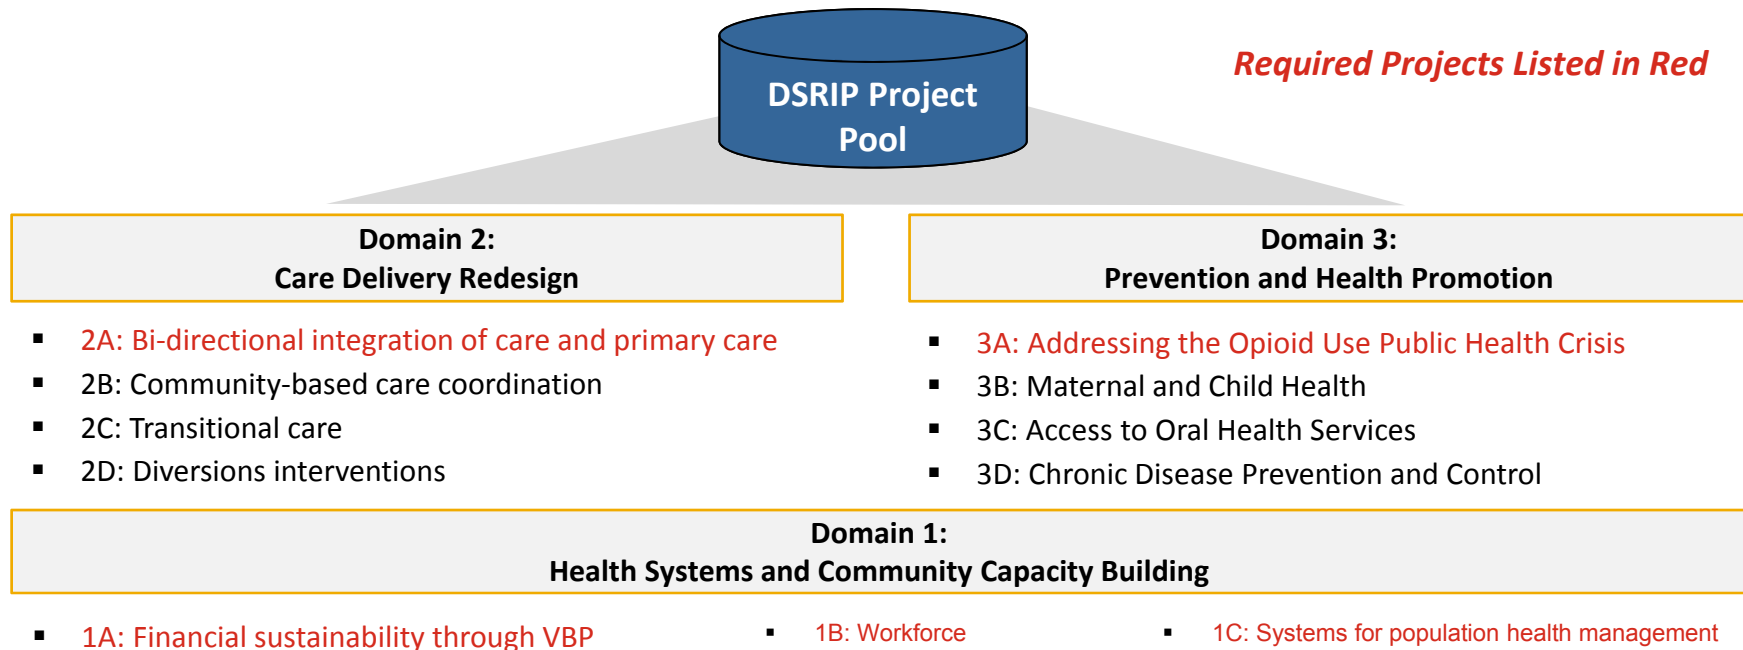 DSRIP Project
Pool
Required Projects Listed in Red
Domain 2:
Care Delivery Redesign
▪ 2A: Bi-directional integration of care and primary care
▪ 2B: Community-based care coordination
▪ 2C: Transitional care
▪ 2D: Diversions interventions
Domain 3:
Prevention and Health Promotion
▪ 3A: Addressing the Opioid Use Public Health Crisis
▪ 3B: Maternal and Child Health
▪ 3C: Access to Oral Health Services
▪ 3D: Chronic Disease Prevention and Control
Domain 1:
Health Systems and Community Capacity Building
▪ 1A: Financial sustainability through VBP
▪ 1B: Workforce
▪ 1C: Systems for population health management